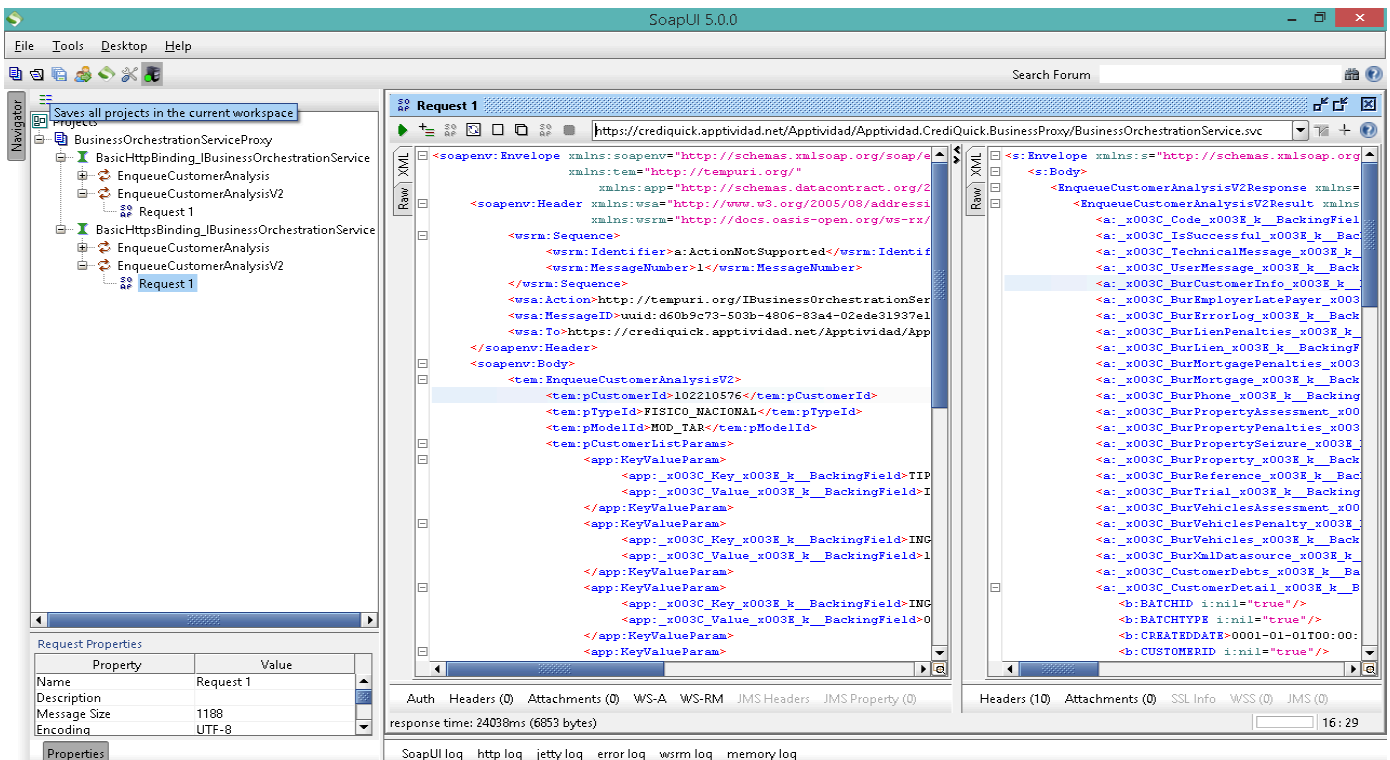 SoapUI 5.0.0
File Tools Desktop Help
Search Forum
Navigator
Saves all projects in the current workspace
Projects
BusinessOrchestrationServiceProxy
BasicHttpBinding_IBusinessOrchestrationService
EnqueueCustomerAnalysis
EnqueueCustomerAnalysisV2
Request 1
BasicHttpsBinding_IBusinessOrchestrationService
EnqueueCustomerAnalysis
EnqueueCustomerAnalysisV2
Request 1
Request Properties
Property Value
Name Request 1
Description
Message Size 1188
Encoding UTF-8
Properties
Request 1
https://crediquick.apptividad.net/Apptividad/Apptividad.CrediQuick.BusinessProxy/BusinessOrchestrationService.svc
XML
Raw
<soapenv:Envelope xmlns:soapenv="http://schemas.xmlsoap.org/soap/e
xmlns:tem="http://tempuri.org/"
xmlns:app="http://schemas.datacontract.org/2
<soapenv:Header xmlns:wsa="http://www.w3.org/2005/08/addressi
xmlns:wsrm="http://docs.oasis-open.org/ws-rx/
<wsrm:Sequence>
<wsrm:Identifier>a:ActionNotSupported</wsrm:Identif
<wsrm:MessageNumber>1</wsrm:MessageNumber>
</wsrm:Sequence>
<wsa:Action>http://tempuri.org/IBusinessOrchestrationSer
<wsa:MessageID>uuid:d60b9c73-503b-4806-83a4-02ede31937e1
<wsa:To>https://crediquick.apptividad.net/Apptividad/App
</soapenv:Header>
<soapenv:Body>
<tem:EnqueueCustomerAnalysisV2>
<tem:pCustomerId>102210576</tem:pCustomerId>
<tem:pTypeId>FISICO_NACIONAL</tem:pTypeId>
<tem:pModelId>MOD_TAR</tem:pModelId>
<tem:pCustomerListParams>
<app:KeyValueParam>
<app:_x003C_Key_x003E_k__BackingField>TIP
<app:_x003C_Value_x003E_k__BackingField>I
</app:KeyValueParam>
<app:KeyValueParam>
<app:_x003C_Key_x003E_k__BackingField>ING
<app:_x003C_Value_x003E_k__BackingField>1
</app:KeyValueParam>
<app:KeyValueParam>
<app:_x003C_Key_x003E_k__BackingField>ING
<app:_x003C_Value_x003E_k__BackingField>0
</app:KeyValueParam>
<app:KeyValueParam>
Auth Headers (0) Attachments (0) WS-A WS-RM JMS Headers JMS Property (0)
XML
Raw
<s:Envelope xmlns:s="http://schemas.xmlsoap.org
<s:Body>
<EnqueueCustomerAnalysisV2Response xmlns=
<EnqueueCustomerAnalysisV2Result xmlns
<a:_x003C_Code_x003E_k__BackingFiel
<a:_x003C_IsSuccessful_x003E_k__Bac
<a:_x003C_TechnicalMessage_x003E_k_
<a:_x003C_UserMessage_x003E_k__Back
<a:_x003C_BurCustomerInfo_x003E_k__
<a:_x003C_BurEmployerLatePayer_x003
<a:_x003C_BurErrorLog_x003E_k__Back
<a:_x003C_BurLienPenalties_x003E_k_
<a:_x003C_BurLien_x003E_k__BackingF
<a:_x003C_BurMortgagePenalties_x003
<a:_x003C_BurMortgage_x003E_k__Back
<a:_x003C_BurPhone_x003E_k__Backing
<a:_x003C_BurPropertyAssessment_x00
<a:_x003C_BurPropertyPenalties_x003
<a:_x003C_BurPropertySeizure_x003E_
<a:_x003C_BurProperty_x003E_k__Back
<a:_x003C_BurReference_x003E_k__Bac
<a:_x003C_BurTrial_x003E_k__Backing
<a:_x003C_BurVehiclesAssessment_x00
<a:_x003C_BurVehiclesPenalty_x003E_
<a:_x003C_BurVehicles_x003E_k__Back
<a:_x003C_BurXmlDatasource_x003E_k_
<a:_x003C_CustomerDebts_x003E_k__Ba
<a:_x003C_CustomerDetail_x003E_k__B
<b:BATCHID i:nil="true"/>
<b:BATCHTYPE i:nil="true"/>
<b:CREATEDDATE>0001-01-01T00:00:
<b:CUSTOMERID i:nil="true"/>
Headers (10) Attachments (0) SSL Info WSS (0) JMS (0)
response time: 24038ms (6853 bytes)
16 : 29
SoapUI log http log jetty log error log wsrm log memory log